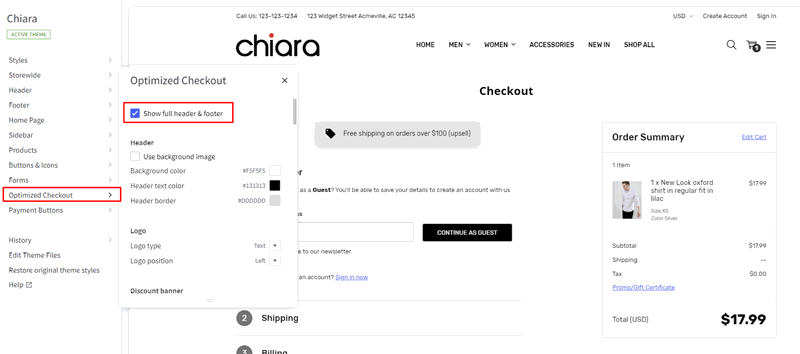 Chiara
ACTIVE THEME
Styles
Storewide
Header
Footer
Home Page
Sidebar
Products
Buttons & Icons
Forms
Optimized Checkout
Payment Buttons
History
Edit Theme Files
Restore original theme styles
Help
Optimized Checkout
Show full header & footer
Header
Use background image
Background color #F5F5F5
Header text color #131313
Header border #DDDDDD
Logo
Logo type Text
Logo position Left
Discount banner
Call Us: 123-123-1234 123 Widget Street Acmeville, AC 12345
USD Create Account Sign In
chiara
HOME MEN WOMEN ACCESSORIES NEW IN SHOP ALL
1
Checkout
Free shipping on orders over $100 (upsell)
as a Guest? You'll be able to save your details to create an account with us
CONTINUE AS GUEST
to our newsletter.
an account? Sign in now
2 Shipping
3 Billing
Order Summary Edit Cart
1 Item
1 x New Look oxford shirt in regular fit in lilac $17.99
Size XS
Color Silver
Subtotal $17.99
Shipping --
Tax $0.00
Promo/Gift Certificate
Total (USD) $17.99